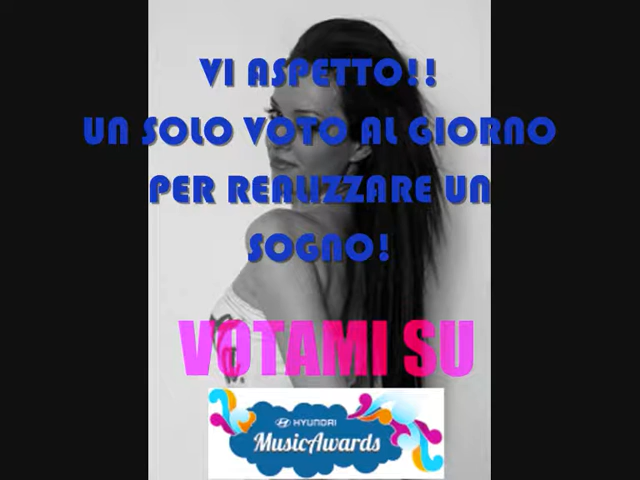 VI ASPETTO!!
UN SOLO VOTO AL GIORNO
PER REALIZZARE UN
SOGNO!
VOTAMI SU
HYUNDAI
MusicAwards